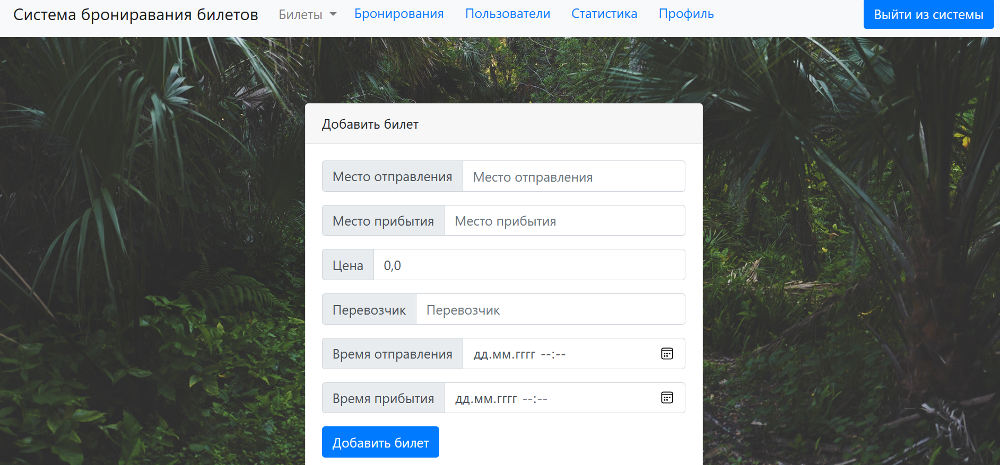 Система брониравания билетов Билеты Бронирования Пользователи Статистика Профиль Выйти из системы
Добавить билет
Место отправления Место отправления
Место прибытия Место прибытия
Цена 0,0
Перевозчик Перевозчик
Время отправления дд.мм.гггг --:--
Время прибытия дд.мм.гггг --:--
Добавить билет